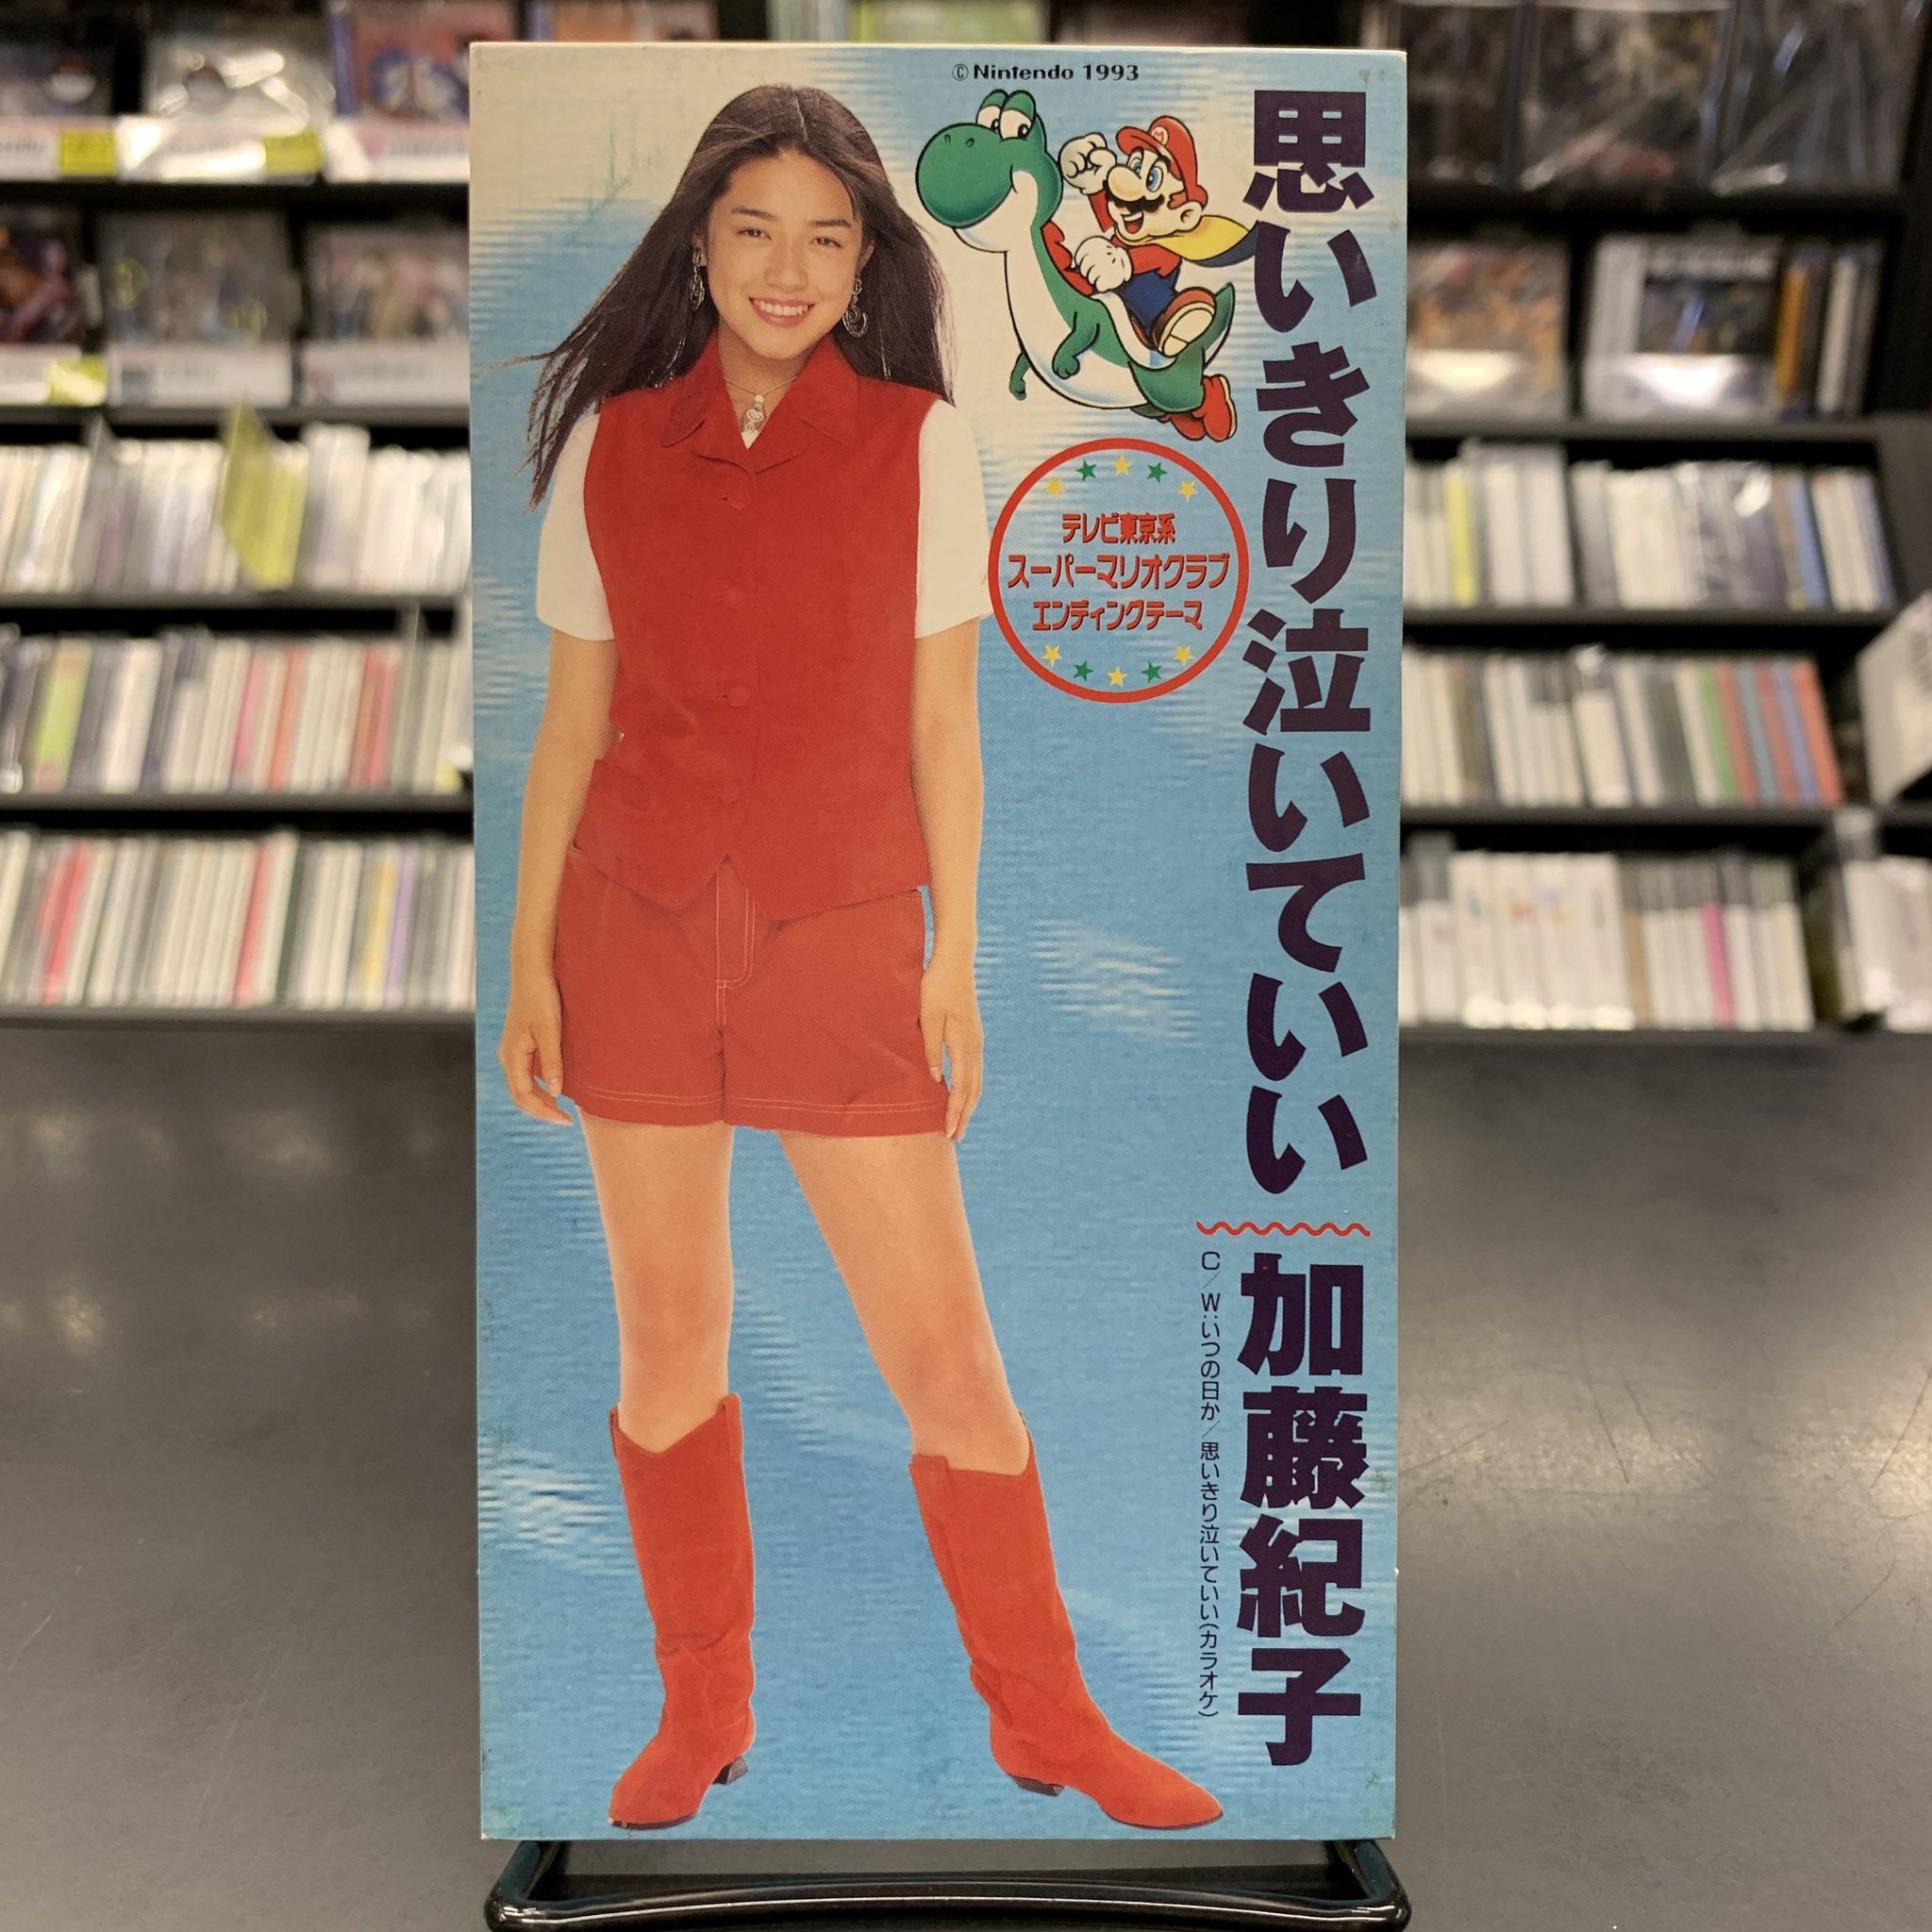 ©Nintendo 1993
思いきり泣いていい
テレビ東京系
スーパーマリオクラブ
エンディングテーマ
加藤紀子
C/W:いつの日か/思いきり泣いていい(カラオケ)